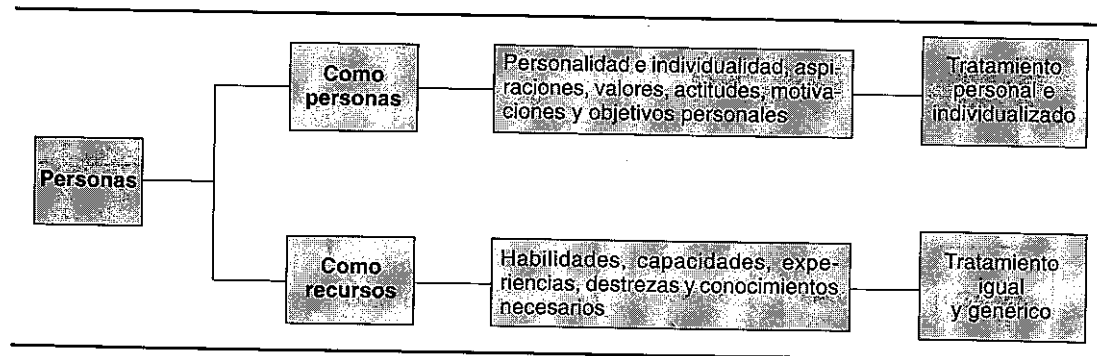 Personas
Como
personas
Personalidad e individualidad, aspi-
raciones, valores, actitudes, motiva-
ciones y objetivos personales
Tratamiento
personal e
individualizado
Como
recursos
Habilidades, capacidades, expe-
riencias, destrezas y conocimientos
necesarios
Tratamiento
igual
y genérico